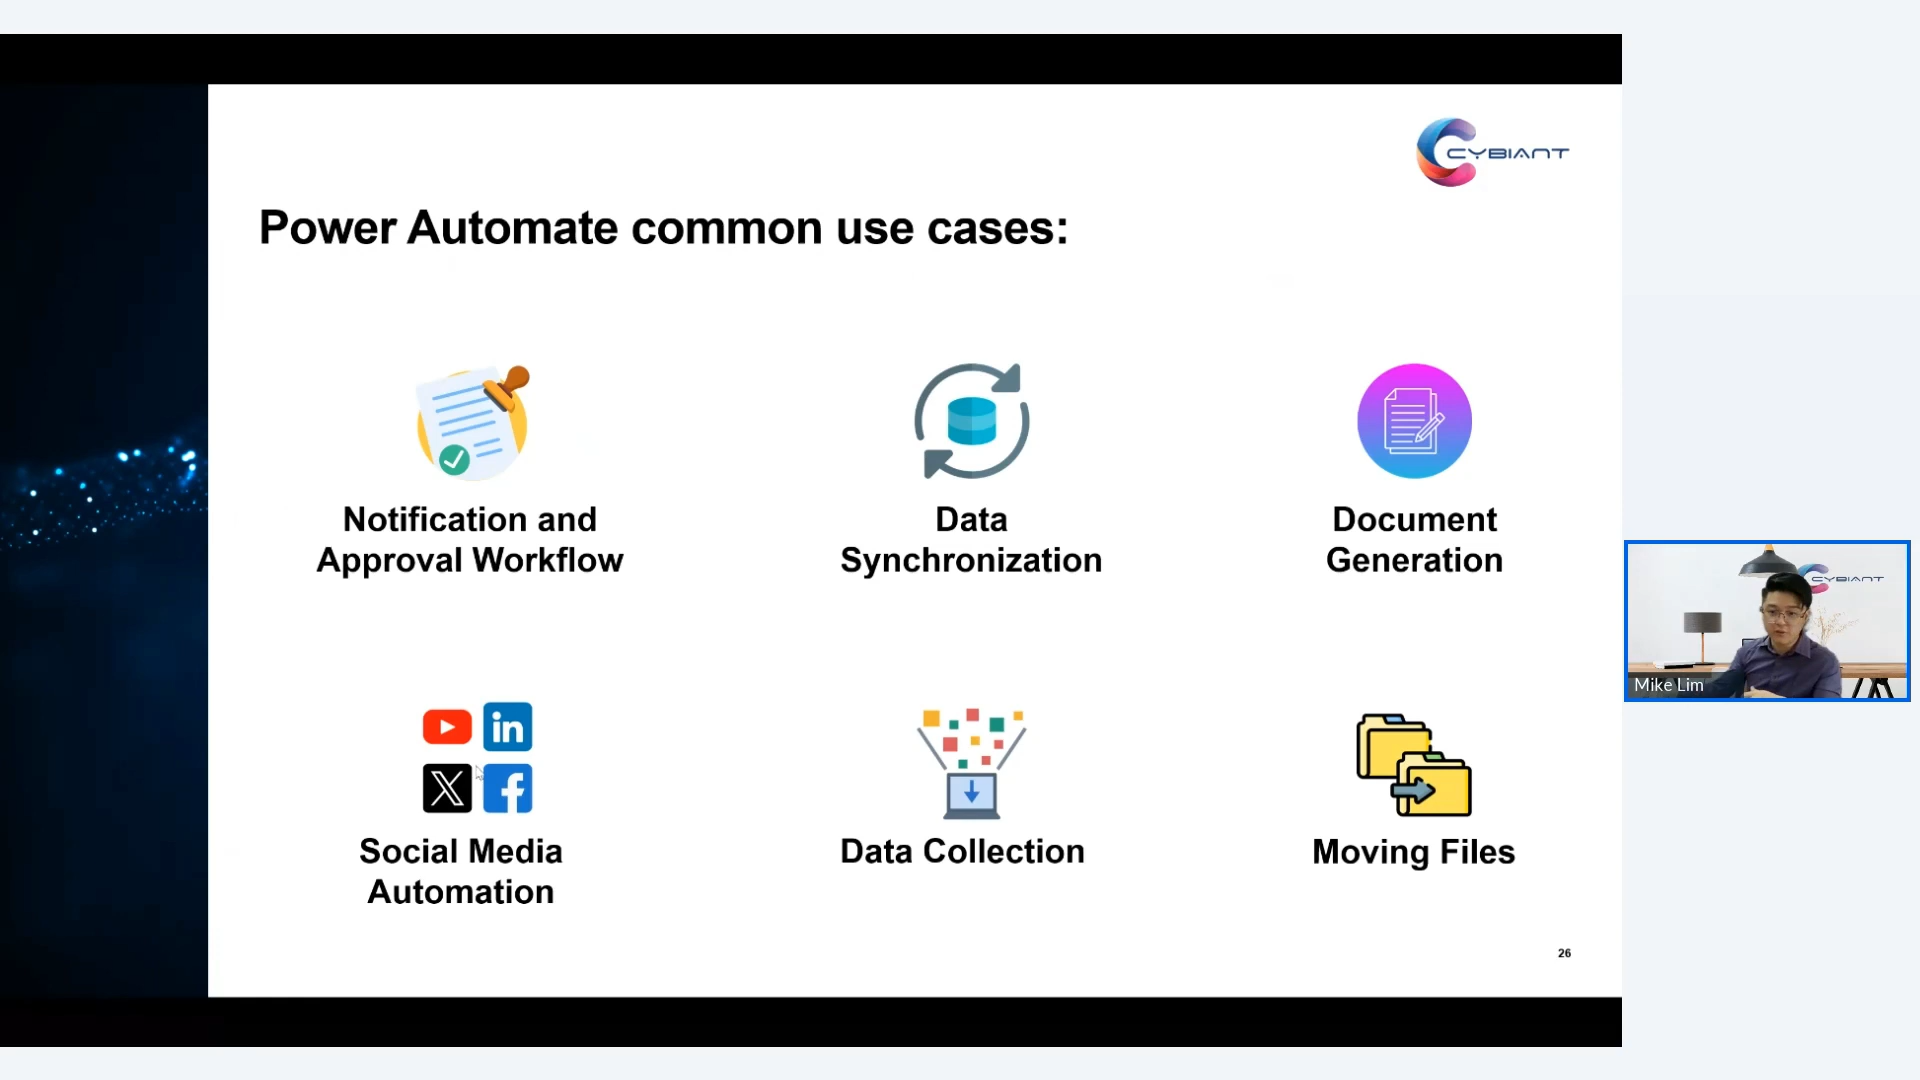 CYBIANT
Power Automate common use cases:
Notification and
Approval Workflow
Data
Synchronization
Document
Generation
in
X
f
Social Media
Automation
Data Collection
Moving Files
26
CYBIANT
Mike Lim